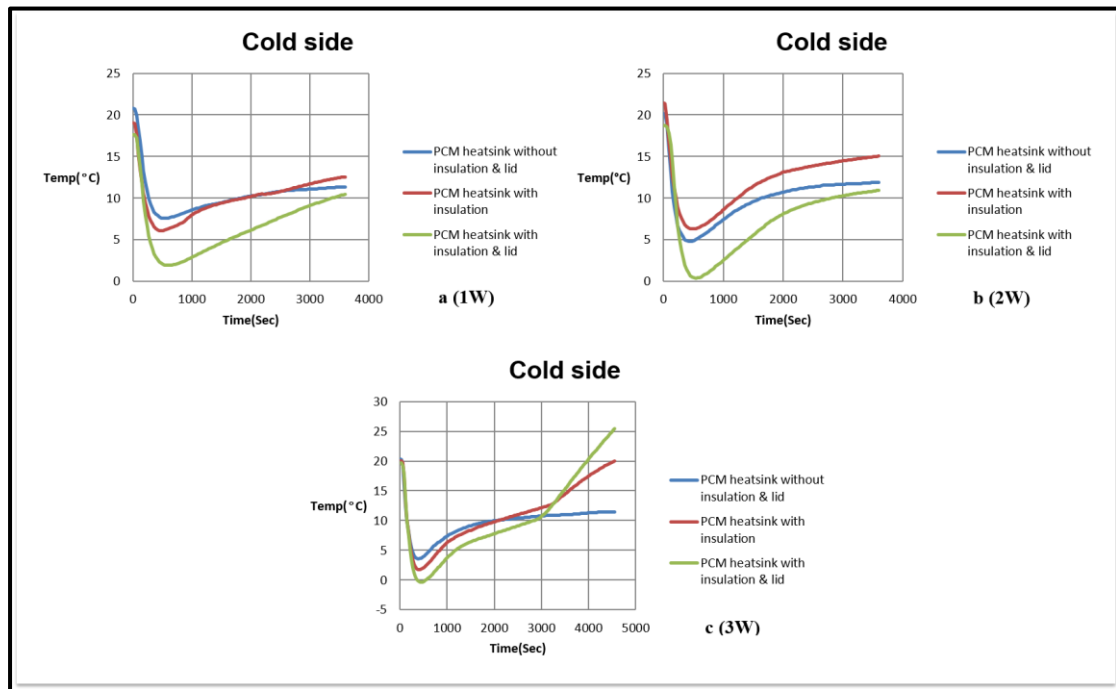 Cold side
25
20
15
10
5
0
Temp(°C)
0 1000 2000 3000 4000
Time(Sec)
PCM heatsink without
insulation & lid
PCM heatsink with
insulation
PCM heatsink with
insulation & lid
a (1W)
Cold side
25
20
15
10
5
0
Temp(°C)
0 1000 2000 3000 4000
Time(Sec)
PCM heatsink without
insulation & lid
PCM heatsink with
insulation
PCM heatsink with
insulation & lid
b (2W)
Cold side
30
25
20
15
10
5
0
-5
Temp(°C)
0 1000 2000 3000 4000 5000
Time(Sec)
PCM heatsink without
insulation & lid
PCM heatsink with
insulation
PCM heatsink with
insulation & lid
c (3W)